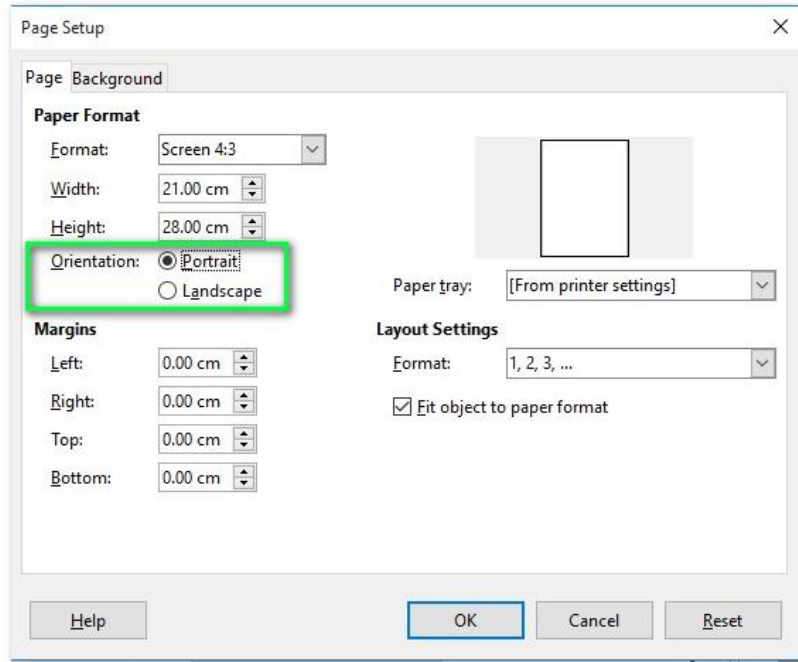 Page Setup
Page Background
Paper Format
Format: Screen 4:3
Width: 21.00 cm
Height: 28.00 cm
Orientation: Portrait
Landscape
Paper tray: [From printer settings]
Margins
Left: 0.00 cm
Right: 0.00 cm
Top: 0.00 cm
Bottom: 0.00 cm
Layout Settings
Format: 1, 2, 3, ...
Fit object to paper format
Help OK Cancel Reset